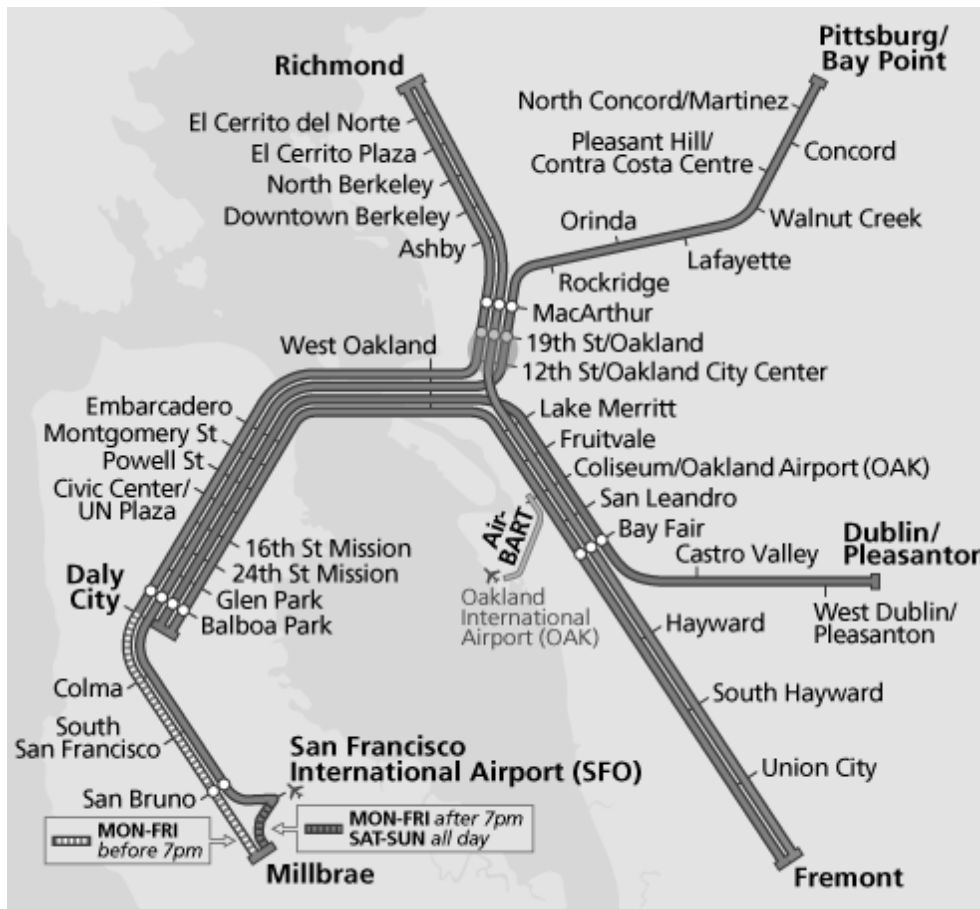 Richmond
El Cerrito del Norte
El Cerrito Plaza
North Berkeley
Downtown Berkeley
Ashby
Pittsburg/
Bay Point
North Concord/Martinez
Pleasant Hill/
Contra Costa Centre
Concord
Walnut Creek
Orinda
Lafayette
Rockridge
MacArthur
19th St/Oakland
12th St/Oakland City Center
West Oakland
Embarcadero
Montgomery St
Powell St
Civic Center/
UN Plaza
16th St Mission
24th St Mission
Glen Park
Balboa Park
Daly
City
Colma
South
San Francisco
San Bruno
San Francisco
International Airport (SFO)
MON-FRI
before 7pm
MON-FRI after 7pm
SAT-SUN all day
Millbrae
Lake Merritt
Fruitvale
Coliseum/Oakland Airport (OAK)
San Leandro
Bay Fair
Air-
BART
Oakland
International
Airport (OAK)
Castro Valley
Dublin/
Pleasanton
West Dublin/
Pleasanton
Hayward
South Hayward
Union City
Fremont